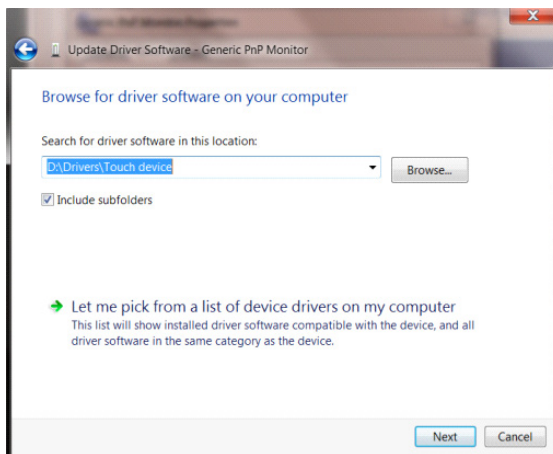 Update Driver Software - Generic PnP Monitor
Browse for driver software on your computer
Search for driver software in this location:
D:\Drivers\Touch device
Browse...
Include subfolders
Let me pick from a list of device drivers on my computer
This list will show installed driver software compatible with the device, and all
driver software in the same category as the device.
Next
Cancel